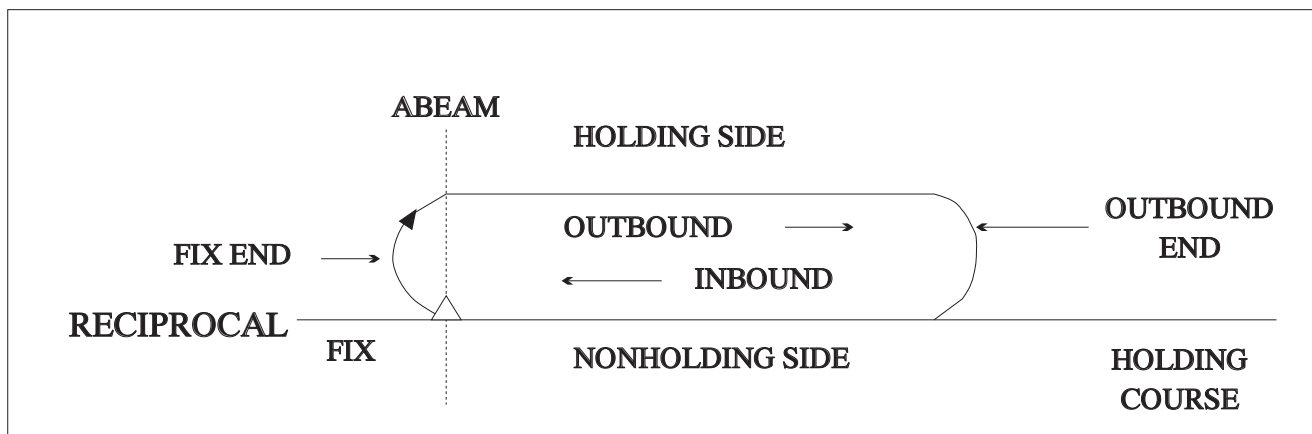 ABEAM
HOLDING SIDE
OUTBOUND
OUTBOUND
END
FIX END
INBOUND
RECIPROCAL
FIX
NONHOLDING SIDE
HOLDING
COURSE